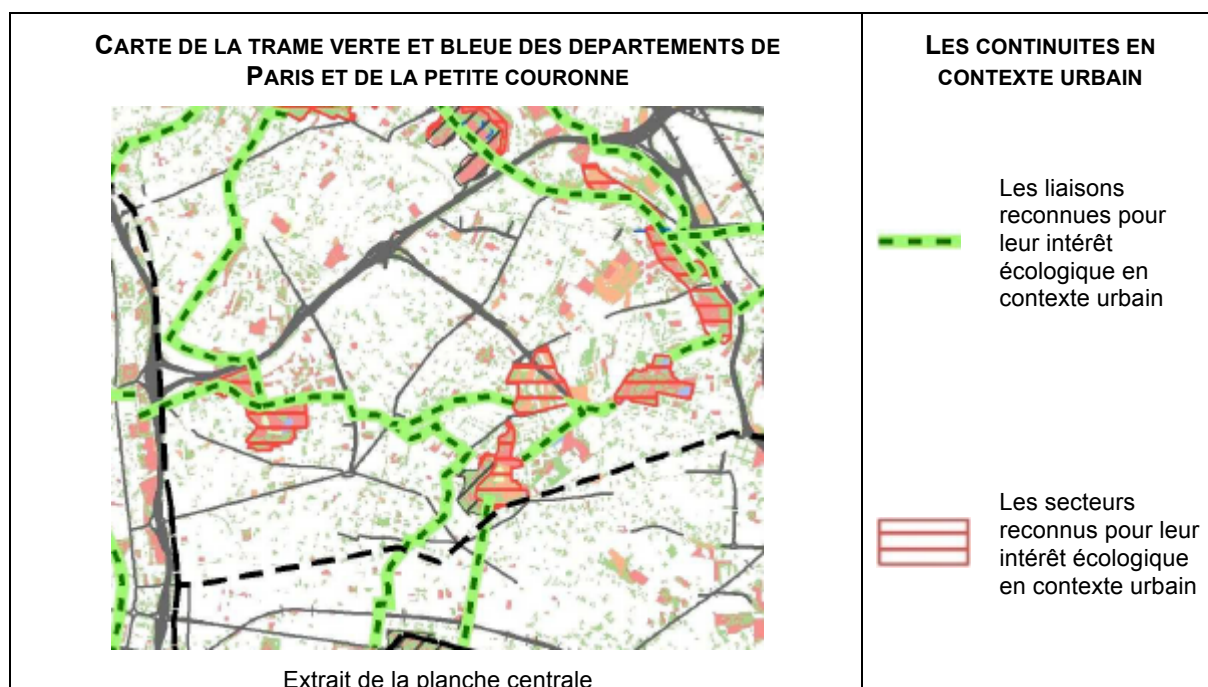 CARTE DE LA TRAME VERTE ET BLEUE DES DEPARTEMENTS DE
PARIS ET DE LA PETITE COURONNE
Extrait de la planche centrale
LES CONTINUITES EN
CONTEXTE URBAIN
Les liaisons
reconnues pour
leur intérêt
écologique en
contexte urbain
Les secteurs
reconnus pour leur
intérêt écologique
en contexte urbain